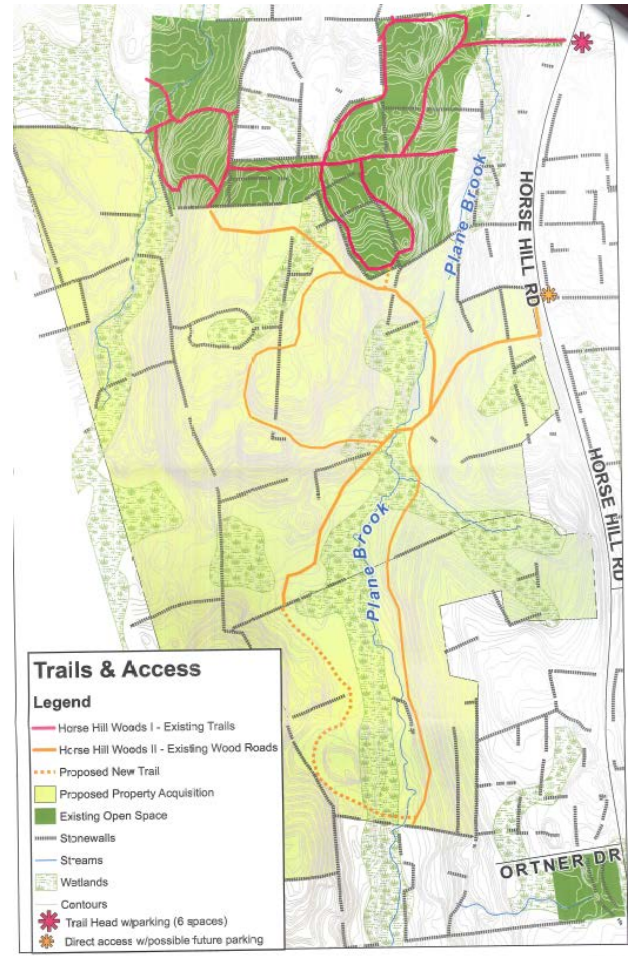 Plane Brook
HORSE HILL RD
HORSE HILL RD
Plane Brook
Trails & Access
Legend
Horse Hill Woods I - Existing Trails
Horse Hill Woods II - Existing Wood Roads
Proposed New Trail
Proposed Property Acquisition
Existing Open Space
Stonewalls
Streams
Wetlands
Contours
Trail Head w/parking (6 spaces)
Direct access w/possible future parking
ORTNER DR